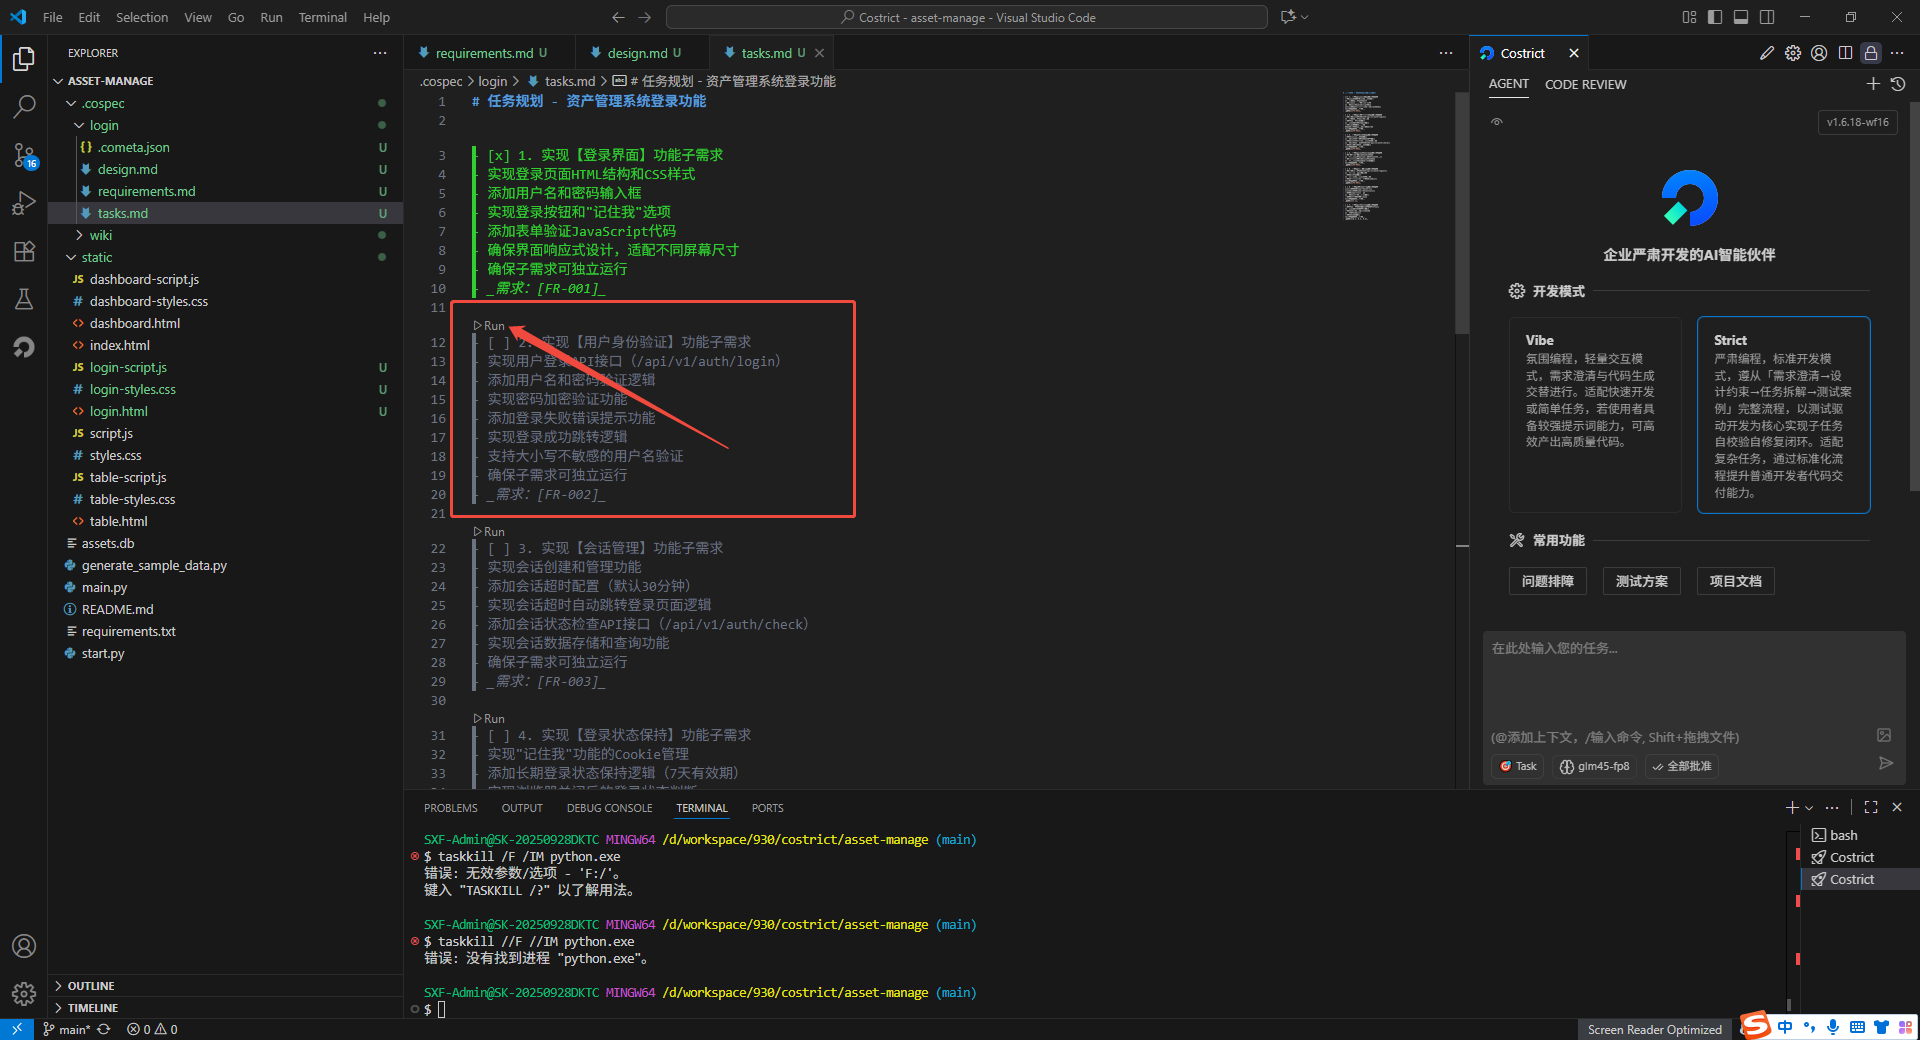 File Edit Selection View Go Run Terminal Help
Costrict - asset-manage - Visual Studio Code
EXPLORER
ASSET-MANAGE
.cospec
login
{} .cometa.json U
design.md U
requirements.md U
tasks.md U
wiki
static
JS dashboard-script.js
# dashboard-styles.css
<> dashboard.html
<> index.html
JS login-script.js U
# login-styles.css U
<> login.html U
JS script.js
# styles.css
JS table-script.js
# table-styles.css
<> table.html
assets.db
generate_sample_data.py
main.py
README.md
requirements.txt
start.py
OUTLINE
TIMELINE
16
requirements.md U
design.md U
tasks.md U
.cospec > login > tasks.md > # 任务规划 - 资产管理系统登录功能
1 # 任务规划 - 资产管理系统登录功能
2
3 [x] 1. 实现【登录界面】功能子需求
4 实现登录页面HTML结构和CSS样式
5 添加用户名和密码输入框
6 实现登录按钮和"记住我"选项
7 添加表单验证JavaScript代码
8 确保界面响应式设计，适配不同屏幕尺寸
9 确保子需求可独立运行
10 _需求：[FR-001]_
11
Run
12 - [ ] 2. 实现【用户身份验证】功能子需求
13 - 实现用户登录API接口（/api/v1/auth/login）
14 - 添加用户名和密码验证逻辑
15 - 实现密码加密验证功能
16 - 添加登录失败错误提示功能
17 - 实现登录成功跳转逻辑
18 - 支持大小写不敏感的用户名验证
19 - 确保子需求可独立运行
20 - _需求：[FR-002]_
21
Run
22 - [ ] 3. 实现【会话管理】功能子需求
23 - 实现会话创建和管理功能
24 - 添加会话超时配置（默认30分钟）
25 - 实现会话超时自动跳转登录页面逻辑
26 - 添加会话状态检查API接口（/api/v1/auth/check）
27 - 实现会话数据存储和查询功能
28 - 确保子需求可独立运行
29 - _需求：[FR-003]_
30
Run
31 - [ ] 4. 实现【登录状态保持】功能子需求
32 - 实现"记住我"功能的Cookie管理
33 - 添加长期登录状态保持逻辑（7天有效期）
PROBLEMS OUTPUT DEBUG CONSOLE TERMINAL PORTS
SXF-Admin@SK-20250928DKTC MINGW64 /d/workspace/930/costrict/asset-manage (main)
$ taskkill /F /IM python.exe
错误: 无效参数/选项 - 'F:/'。
键入 "TASKKILL /?" 以了解用法。
SXF-Admin@SK-20250928DKTC MINGW64 /d/workspace/930/costrict/asset-manage (main)
$ taskkill //F //IM python.exe
错误: 没有找到进程 "python.exe"。
SXF-Admin@SK-20250928DKTC MINGW64 /d/workspace/930/costrict/asset-manage (main)
$
bash
Costrict
Costrict
Costrict
AGENT CODE REVIEW
v1.6.18-wf16
企业严肃开发的AI智能伙伴
开发模式
Vibe
氛围编程，轻量交互模
式，需求澄清与代码生成
交替进行。适配快速开发
或简单任务，若使用者具
备较强提示词能力，可高
效产出高质量代码。
Strict
严肃编程，标准开发模
式，遵从「需求澄清→设
计约束→任务拆解→测试案
例」完整流程，以测试驱
动开发为核心实现子任务
自校验自修复闭环。适配
复杂任务，通过标准化流
程提升普通开发者代码交
付能力。
常用功能
问题排障 测试方案 项目文档
在此处输入您的任务...
(@添加上下文，/输入命令, Shift+拖拽文件)
Task glm45-fp8 全部批准
main* 0 0
Screen Reader Optimized
S 中